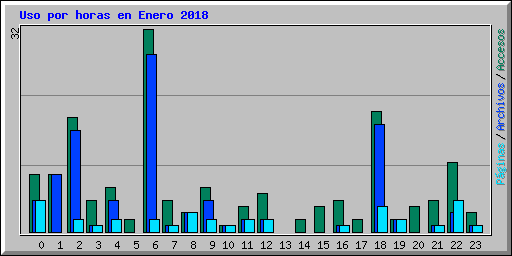 Uso por horas en Enero 2018
32
0 1 2 3 4 5 6 7 8 9 10 11 12 13 14 15 16 17 18 19 20 21 22 23
Páginas / Archivos / Accesos